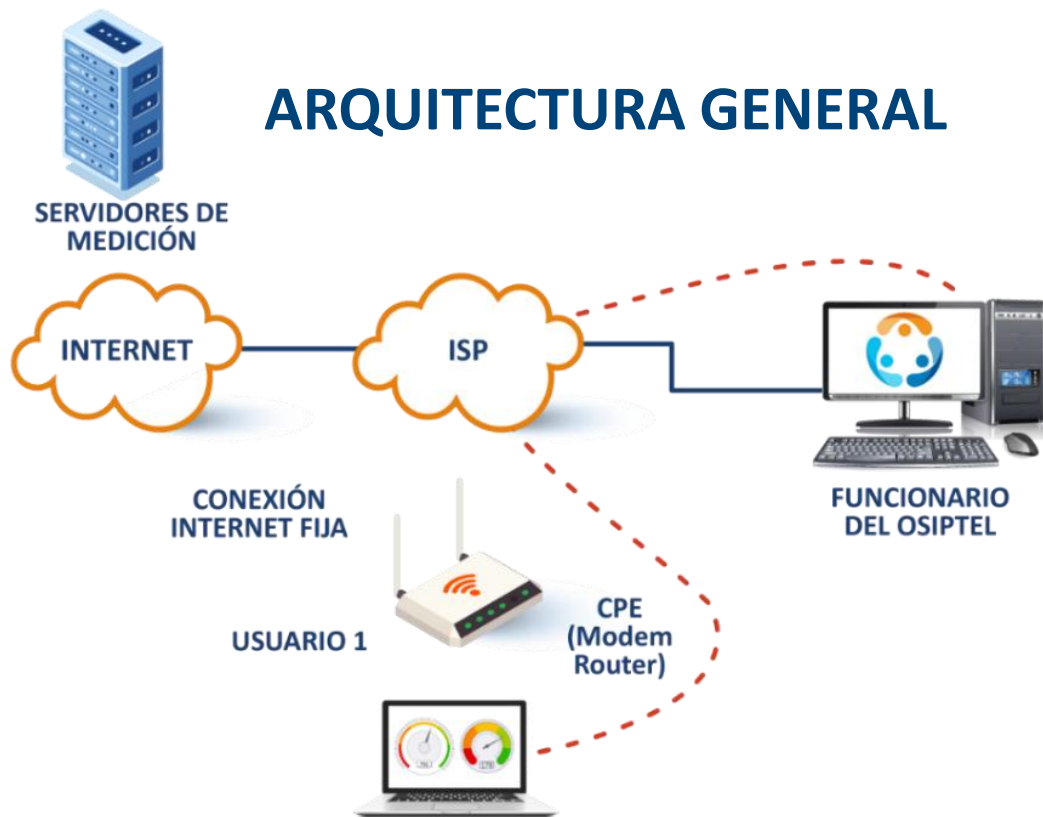 ARQUITECTURA GENERAL
SERVIDORES DE
MEDICIÓN
INTERNET
ISP
FUNCIONARIO
DEL OSIPTEL
CONEXIÓN
INTERNET FIJA
USUARIO 1
CPE
(Modem
Router)